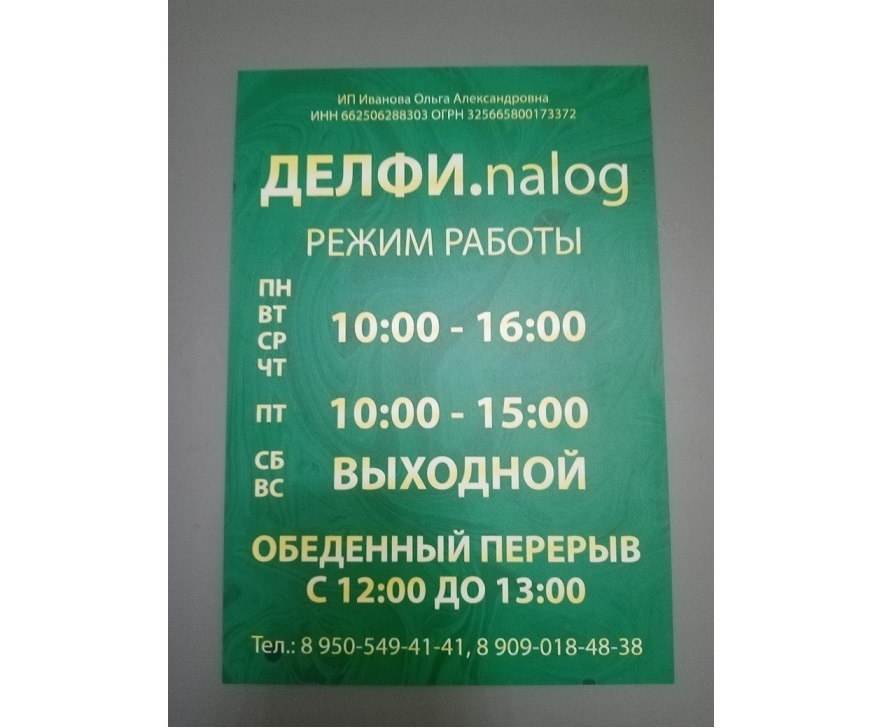 ИП Иванова Ольга Александровна
ИНН 662506288303 ОГРН 325665800173372
ДЕЛФИ.nalog
РЕЖИМ РАБОТЫ
ПН
ВТ
СР
ЧТ
10:00 - 16:00
ПТ 10:00 - 15:00
СБ
ВС
ВЫХОДНОЙ
ОБЕДЕННЫЙ ПЕРЕРЫВ
С 12:00 ДО 13:00
Тел.: 8 950-549-41-41, 8 909-018-48-38